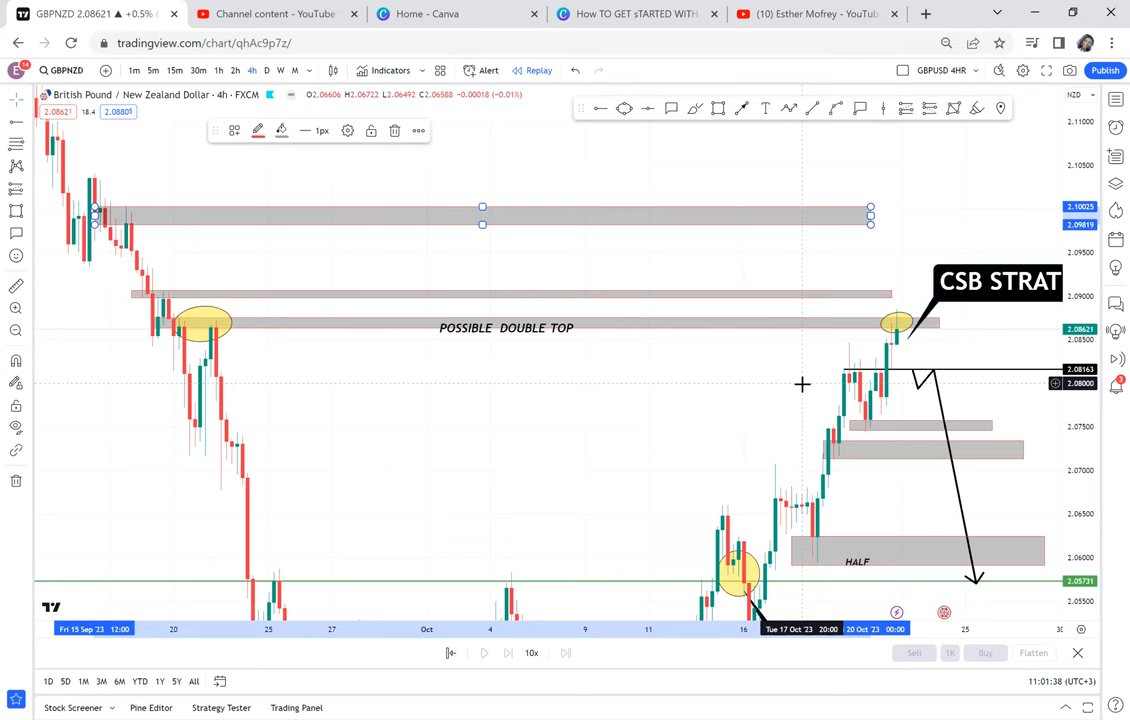 GBPNZD 2.08621 ▲ +0.5%
Channel content - YouTube
Home - Canva
How TO GET sTARTED WITH
(10) Esther Mofrey - YouTub
tradingview.com/chart/qhAc9p7z/
E 14 GBPNZD 1m 5m 15m 30m 1h 2h 4h D W M Indicators Alert Replay GBPUSD 4HR Publish
British Pound / New Zealand Dollar · 4h · FXCM O2.06606 H2.06722 L2.06492 C2.06588 -0.00018 (-0.01%) NZD
2.08621 18.4 2.08805
1px
2.11000
2.10500
2.10025
2.09819
2.09500
2.09000
2.08621
2.08500
2.08163
2.08000
2.07500
2.07000
2.06500
2.06000
2.05731
2.05500
CSB STRAT
POSSIBLE DOUBLE TOP
HALF
3
Fri 15 Sep '23 12:00 20 25 27 Oct 4 9 11 16 Tue 17 Oct '23 20:00 20 Oct '23 00:00 25 30
10x Sell 1K Buy Flatten
1D 5D 1M 3M 6M YTD 1Y 5Y All 11:01:38 (UTC+3)
Stock Screener Pine Editor Strategy Tester Trading Panel